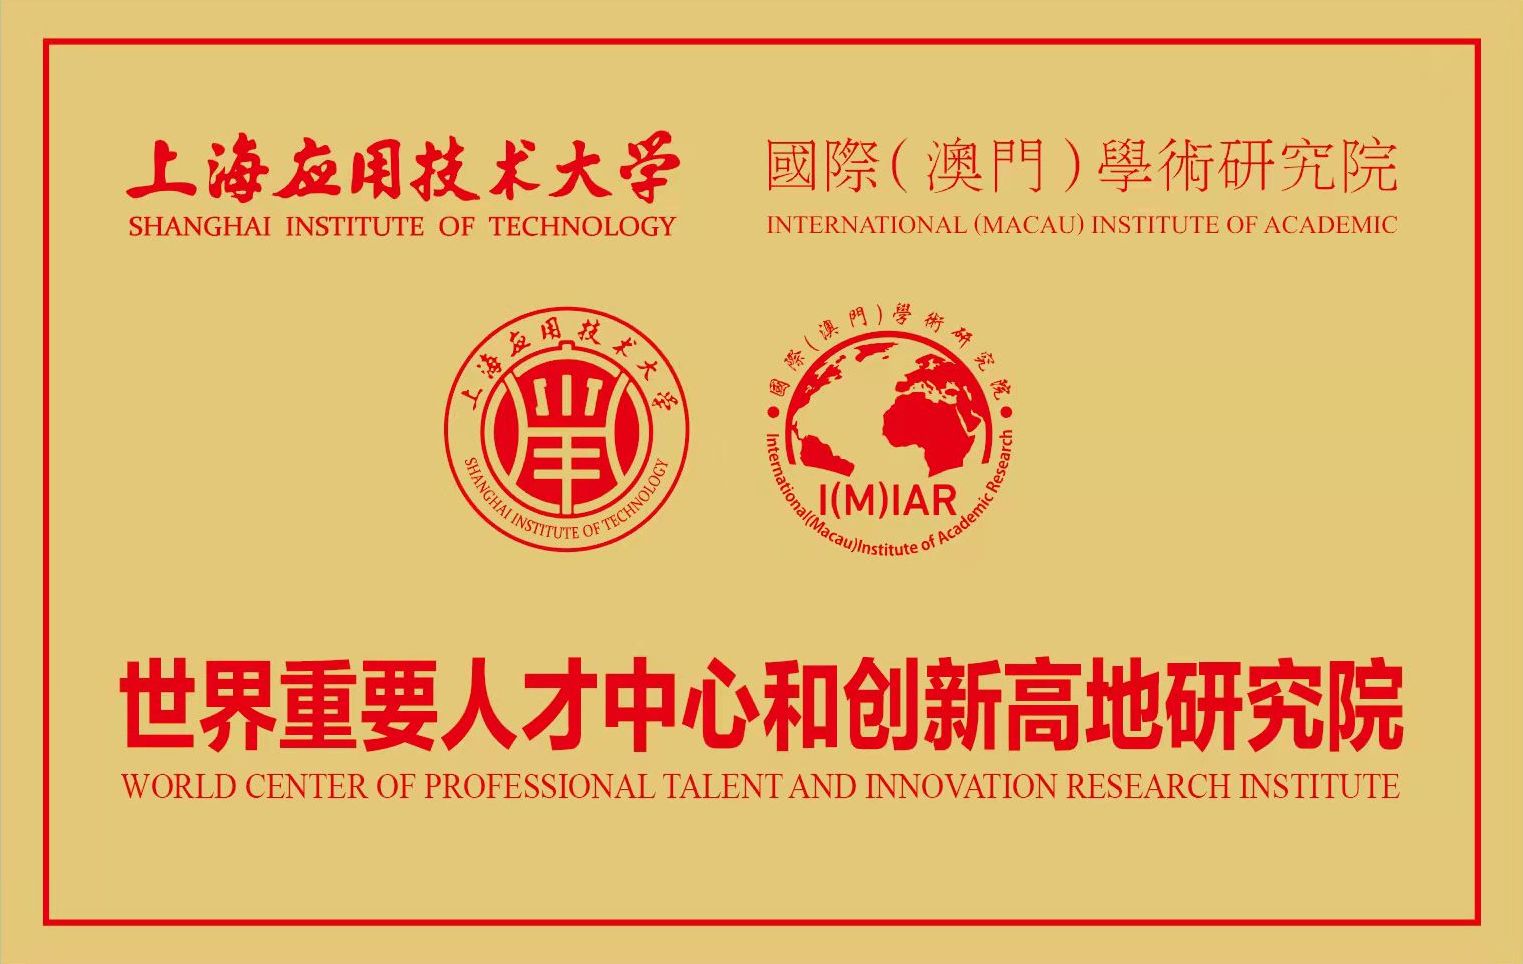 上海应用技术大学
SHANGHAI INSTITUTE OF TECHNOLOGY
國際(澳門)學術研究院
INTERNATIONAL (MACAU) INSTITUTE OF ACADEMIC
上海应用技术大学
SHANGHAI INSTITUTE OF TECHNOLOGY
國際(澳門)學術研究院
I(M)IAR
International(Macau)Institute of Academic Research
世界重要人才中心和创新高地研究院
WORLD CENTER OF PROFESSIONAL TALENT AND INNOVATION RESEARCH INSTITUTE